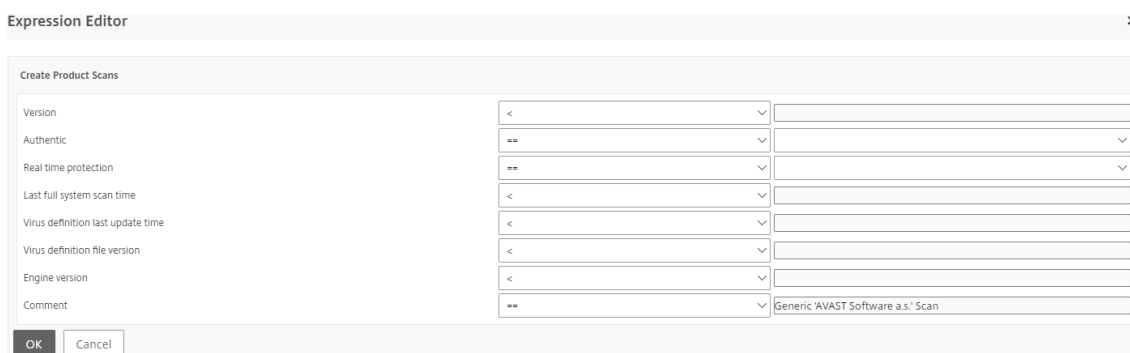 Expression Editor
Create Product Scans
Version <
Authentic ==
Real time protection ==
Last full system scan time <
Virus definition last update time <
Virus definition file version <
Engine version <
Comment == Generic 'AVAST Software a.s.' Scan
OK Cancel